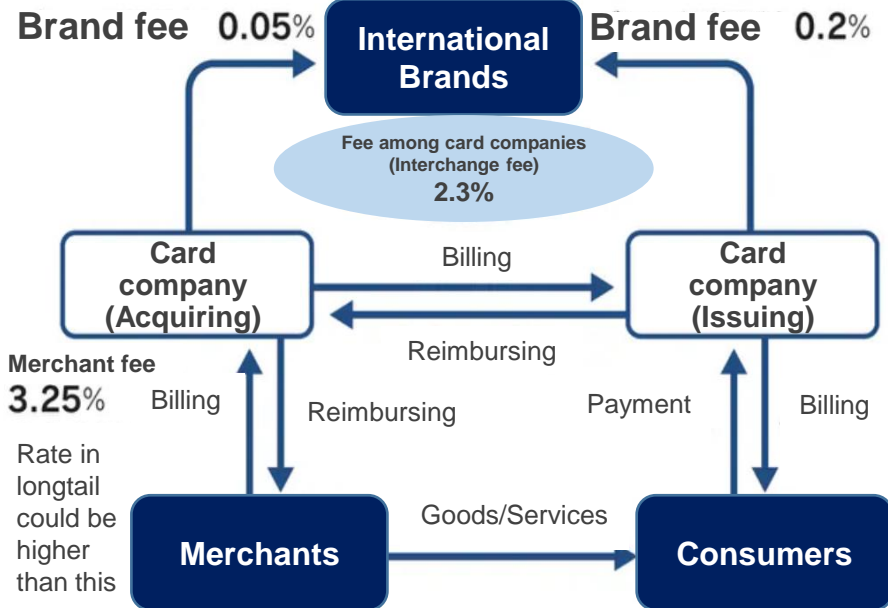 Brand fee 0.05%
International
Brands
Brand fee 0.2%
Fee among card companies
(Interchange fee)
2.3%
Card
company
(Acquiring)
Billing
Card
company
(Issuing)
Reimbursing
Merchant fee
3.25%
Billing
Reimbursing
Payment
Billing
Rate in
longtail
could be
higher
than this
Goods/Services
Merchants
Consumers